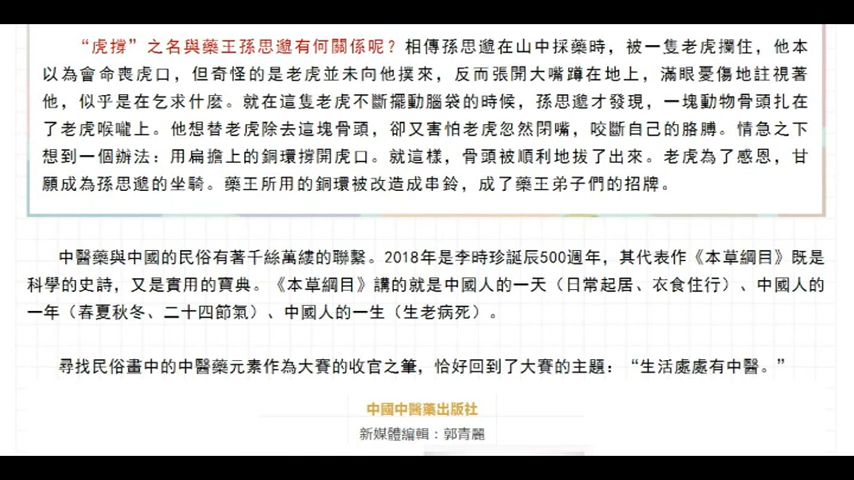 “虎撐”之名與藥王孫思邈有何關係呢？相傳孫思邈在山中採藥時，被一隻老虎攔住，他本
以為會命喪虎口，但奇怪的是老虎並未向他撲來，反而張開大嘴蹲在地上，滿眼憂傷地註視著
他，似乎是在乞求什麼。就在這隻老虎不斷擺動腦袋的時候，孫思邈才發現，一塊動物骨頭扎在
了老虎喉嚨上。他想替老虎除去這塊骨頭，卻又害怕老虎忽然閉嘴，咬斷自己的胳膊。情急之下
想到一個辦法：用扁擔上的銅環撐開虎口。就這樣，骨頭被順利地拔了出來。老虎為了感恩，甘
願成為孫思邈的坐騎。藥王所用的銅環被改造成串鈴，成了藥王弟子們的招牌。
中醫藥與中國的民俗有著千絲萬縷的聯繫。2018年是李時珍誕辰500週年，其代表作《本草綱目》既是
科學的史詩，又是實用的寶典。《本草綱目》講的就是中國人的一天（日常起居、衣食住行）、中國人的
一年（春夏秋冬、二十四節氣）、中國人的一生（生老病死）。
尋找民俗畫中的中醫藥元素作為大賽的收官之筆，恰好回到了大賽的主題：“生活處處有中醫。”
中國中醫藥出版社
新媒體編輯：郭青麗